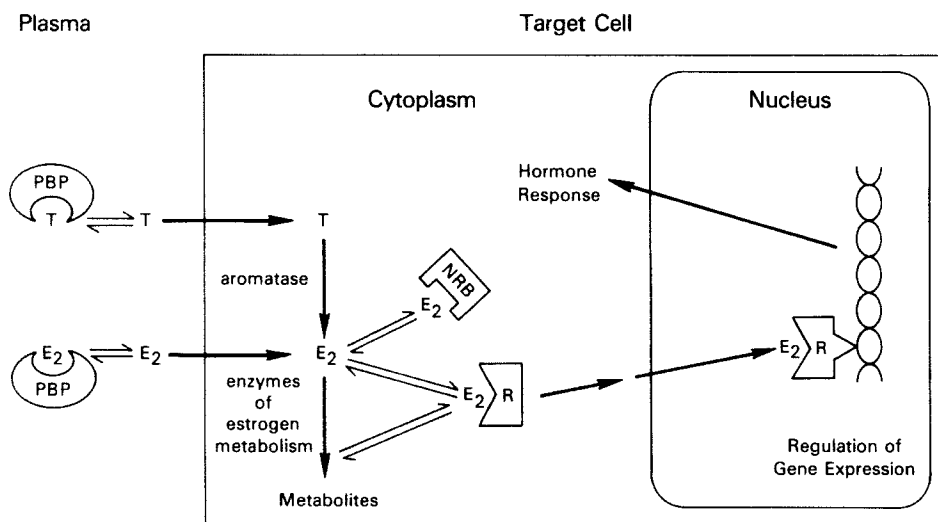 Plasma
Target Cell
Cytoplasm
Nucleus
PBP
T
T
T
Hormone
Response
aromatase
NRB
E2
E2
E2
PBP
E2
enzymes
of
estrogen
metabolism
E2
R
E2
R
Metabolites
Regulation of
Gene Expression